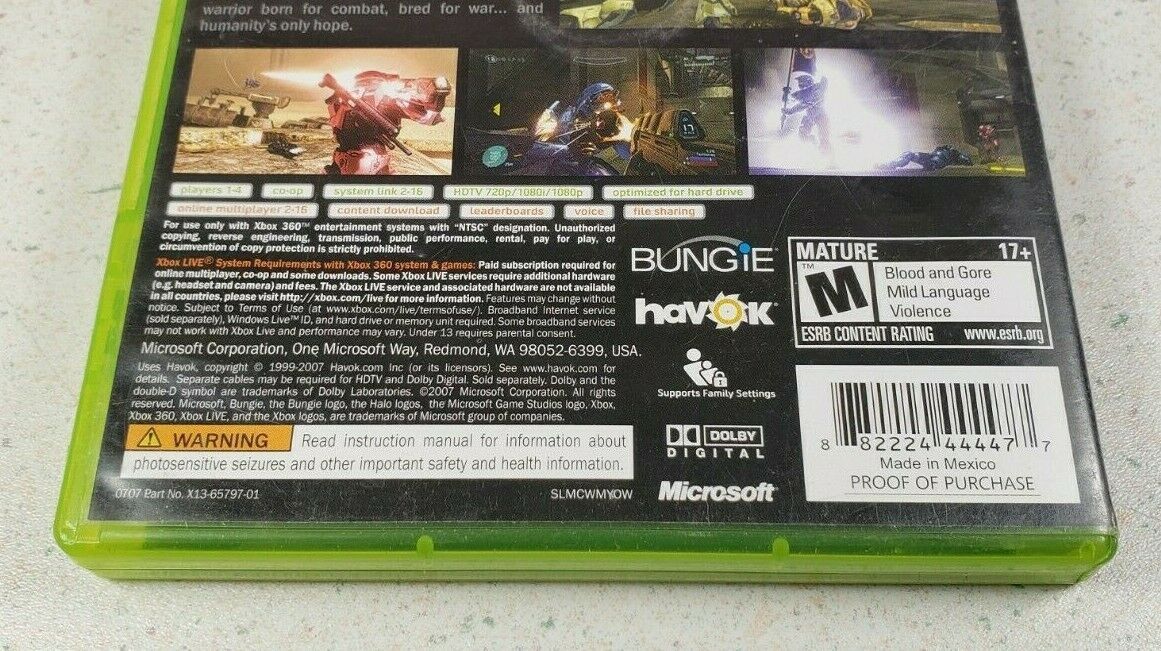 warrior born for combat, bred for war... and
humanity's only hope.
players 1-4 co-op system link 2-16 HDTV 720p/1080i/1080p optimized for hard drive
online multiplayer 2-16 content download leaderboards voice file sharing
For use only with Xbox 360™ entertainment systems with "NTSC" designation. Unauthorized
copying, reverse engineering, transmission, public performance, rental, pay for play, or
circumvention of copy protection is strictly prohibited.
Xbox LIVE® System Requirements with Xbox 360 system & games: Paid subscription required for
online multiplayer, co-op and some downloads. Some Xbox LIVE services require additional hardware
(e.g. headset and camera) and fees. The Xbox LIVE service and associated hardware are not available
in all countries, please visit http://xbox.com/live for more information. Features may change without
notice. Subject to Terms of Use (at www.xbox.com/live/termsofuse/). Broadband Internet service
(sold separately), Windows Live™ ID, and hard drive or memory unit required. Some broadband services
may not work with Xbox Live and performance may vary. Under 13 requires parental consent.
Microsoft Corporation, One Microsoft Way, Redmond, WA 98052-6399, USA.
Uses Havok, copyright © 1999-2007 Havok.com Inc (or its licensors). See www.havok.com for
details. Separate cables may be required for HDTV and Dolby Digital. Sold separately. Dolby and the
double-D symbol are trademarks of Dolby Laboratories. ©2007 Microsoft Corporation. All rights
reserved. Microsoft, Bungie, the Bungie logo, the Halo logos, the Microsoft Game Studios logo, Xbox,
Xbox 360, Xbox LIVE, and the Xbox logos, are trademarks of Microsoft group of companies.
WARNING Read instruction manual for information about
photosensitive seizures and other important safety and health information.
0707 Part No. X13-65797-01 SLMCWMYOW
BUNGIE
havok
Supports Family Settings
DOLBY
DIGITAL
Microsoft
MATURE 17+
M
Blood and Gore
Mild Language
Violence
ESRB CONTENT RATING www.esrb.org
8 82224 44447 7
Made in Mexico
PROOF OF PURCHASE